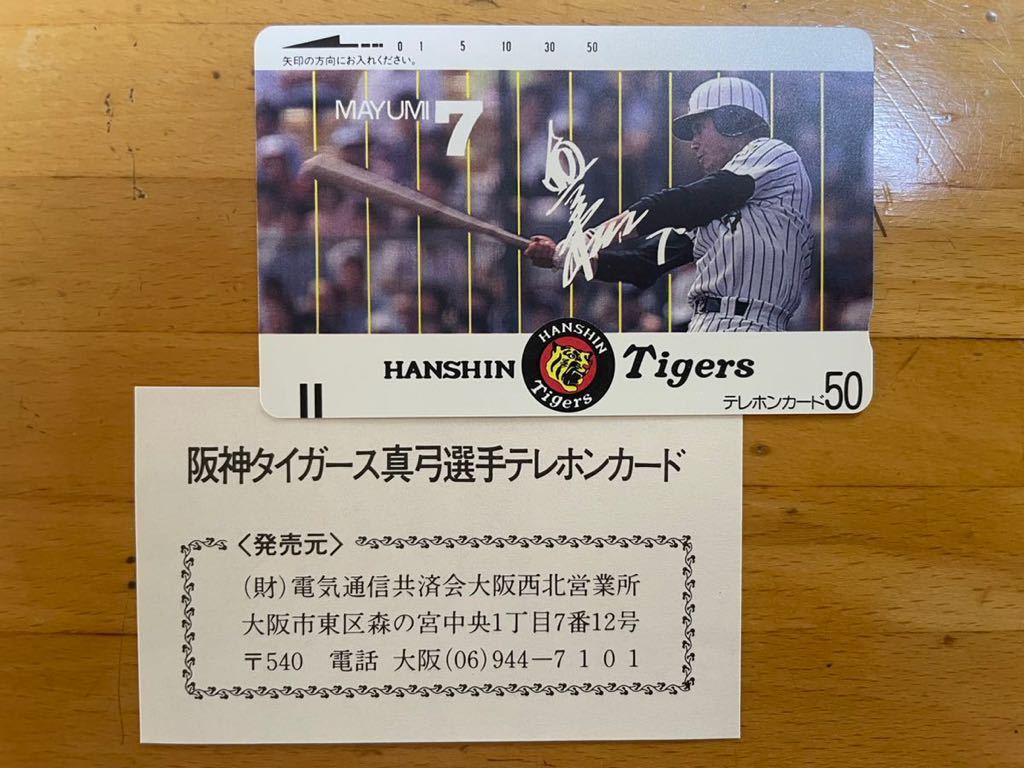 0 1 5 10 30 50
矢印の方向にお入れください。
MAYUMI 7
HANSHIN Tigers
HANSHIN Tigers
テレホンカード50
阪神タイガース真弓選手テレホンカード
〈発売元〉
(財)電気通信共済会大阪西北営業所
大阪市東区森の宮中央1丁目7番12号
〒540 電話 大阪(06)944-7101